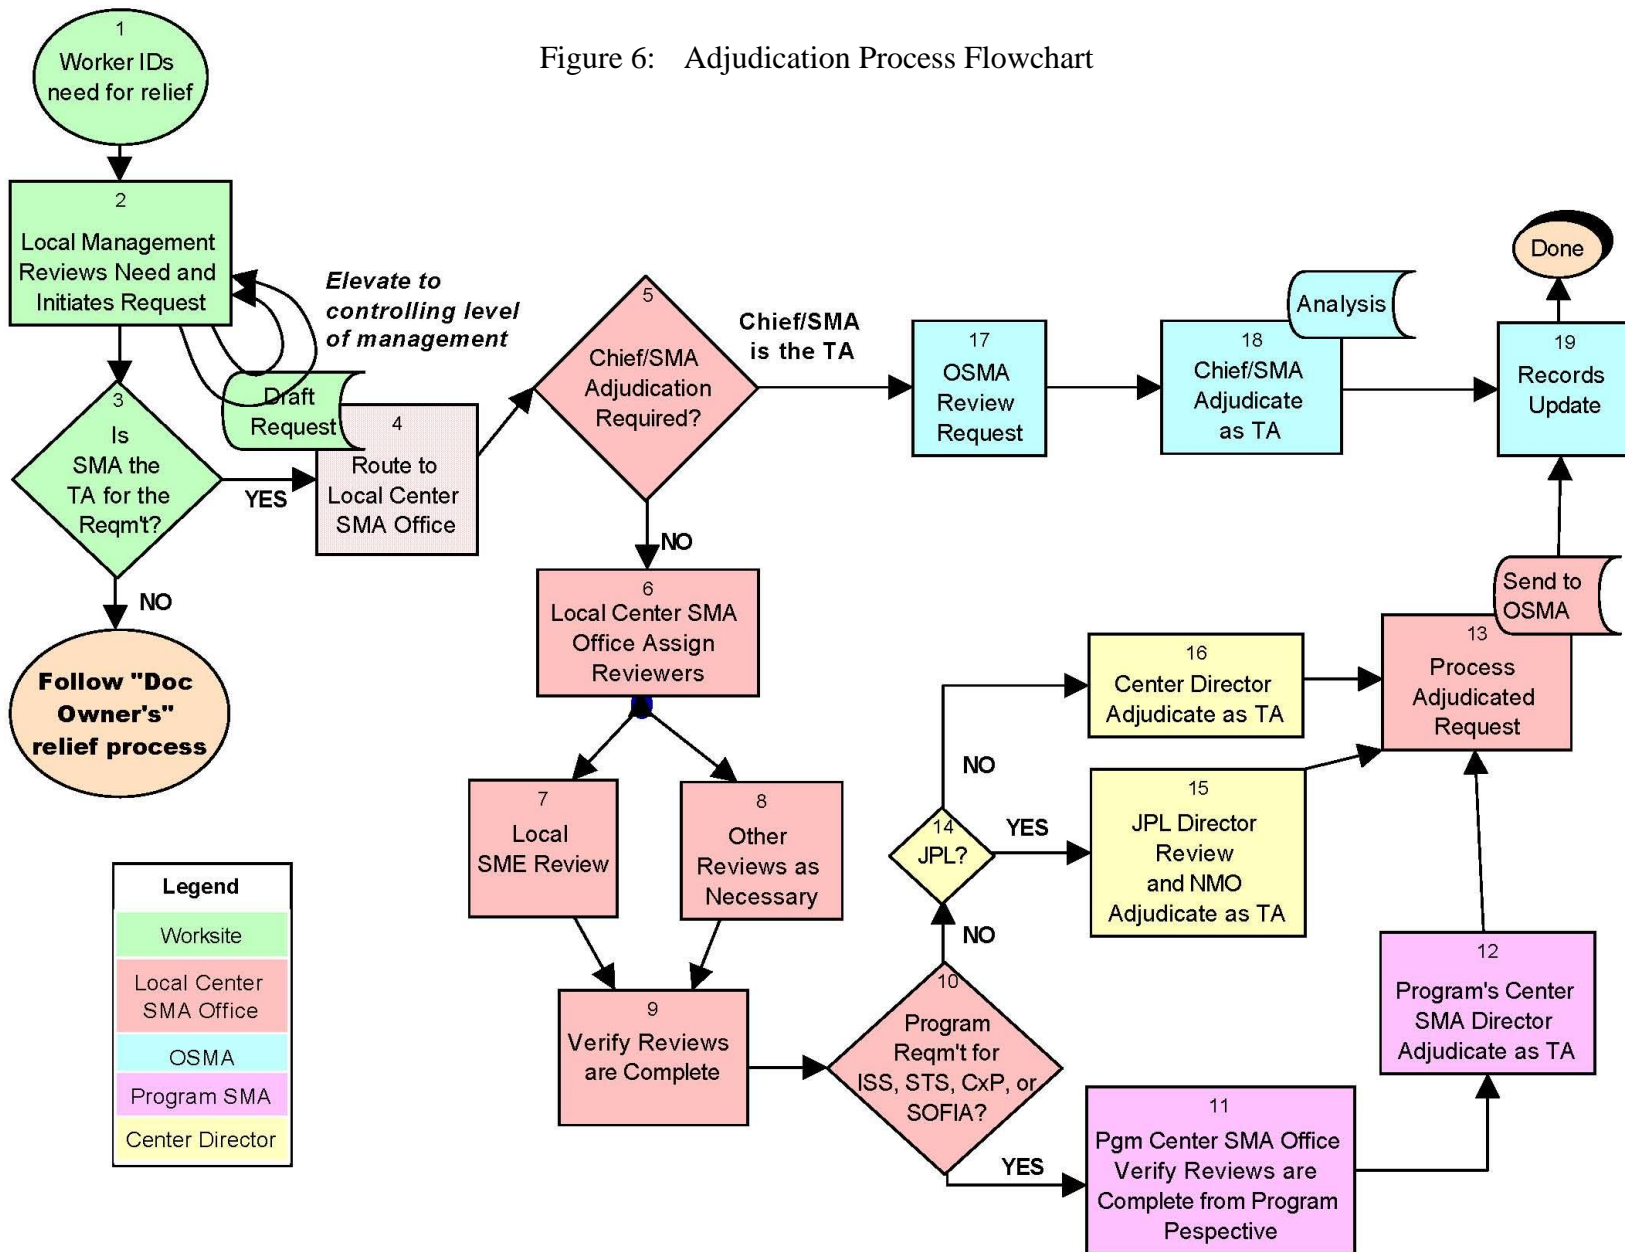 Figure 6: Adjudication Process Flowchart
1
Worker IDs
need for relief
2
Local Management
Reviews Need and
Initiates Request
Elevate to
controlling level
of management
Draft
Request
3
Is
SMA the
TA for the
Reqm't?
YES
NO
Follow "Doc
Owner's"
relief process
4
Route to
Local Center
SMA Office
5
Chief/SMA
Adjudication
Required?
Chief/SMA
is the TA
NO
17
OSMA
Review
Request
Analysis
18
Chief/SMA
Adjudicate
as TA
Done
19
Records
Update
6
Local Center SMA
Office Assign
Reviewers
7
Local
SME Review
8
Other
Reviews as
Necessary
9
Verify Reviews
are Complete
10
Program
Reqm't for
ISS, STS, CxP, or
SOFIA?
NO
YES
14
JPL?
NO
YES
16
Center Director
Adjudicate as TA
15
JPL Director
Review
and NMO
Adjudicate as TA
Send to
OSMA
13
Process
Adjudicated
Request
12
Program's Center
SMA Director
Adjudicate as TA
11
Pgm Center SMA Office
Verify Reviews are
Complete from Program
Pespective
Legend
Worksite
Local Center
SMA Office
OSMA
Program SMA
Center Director